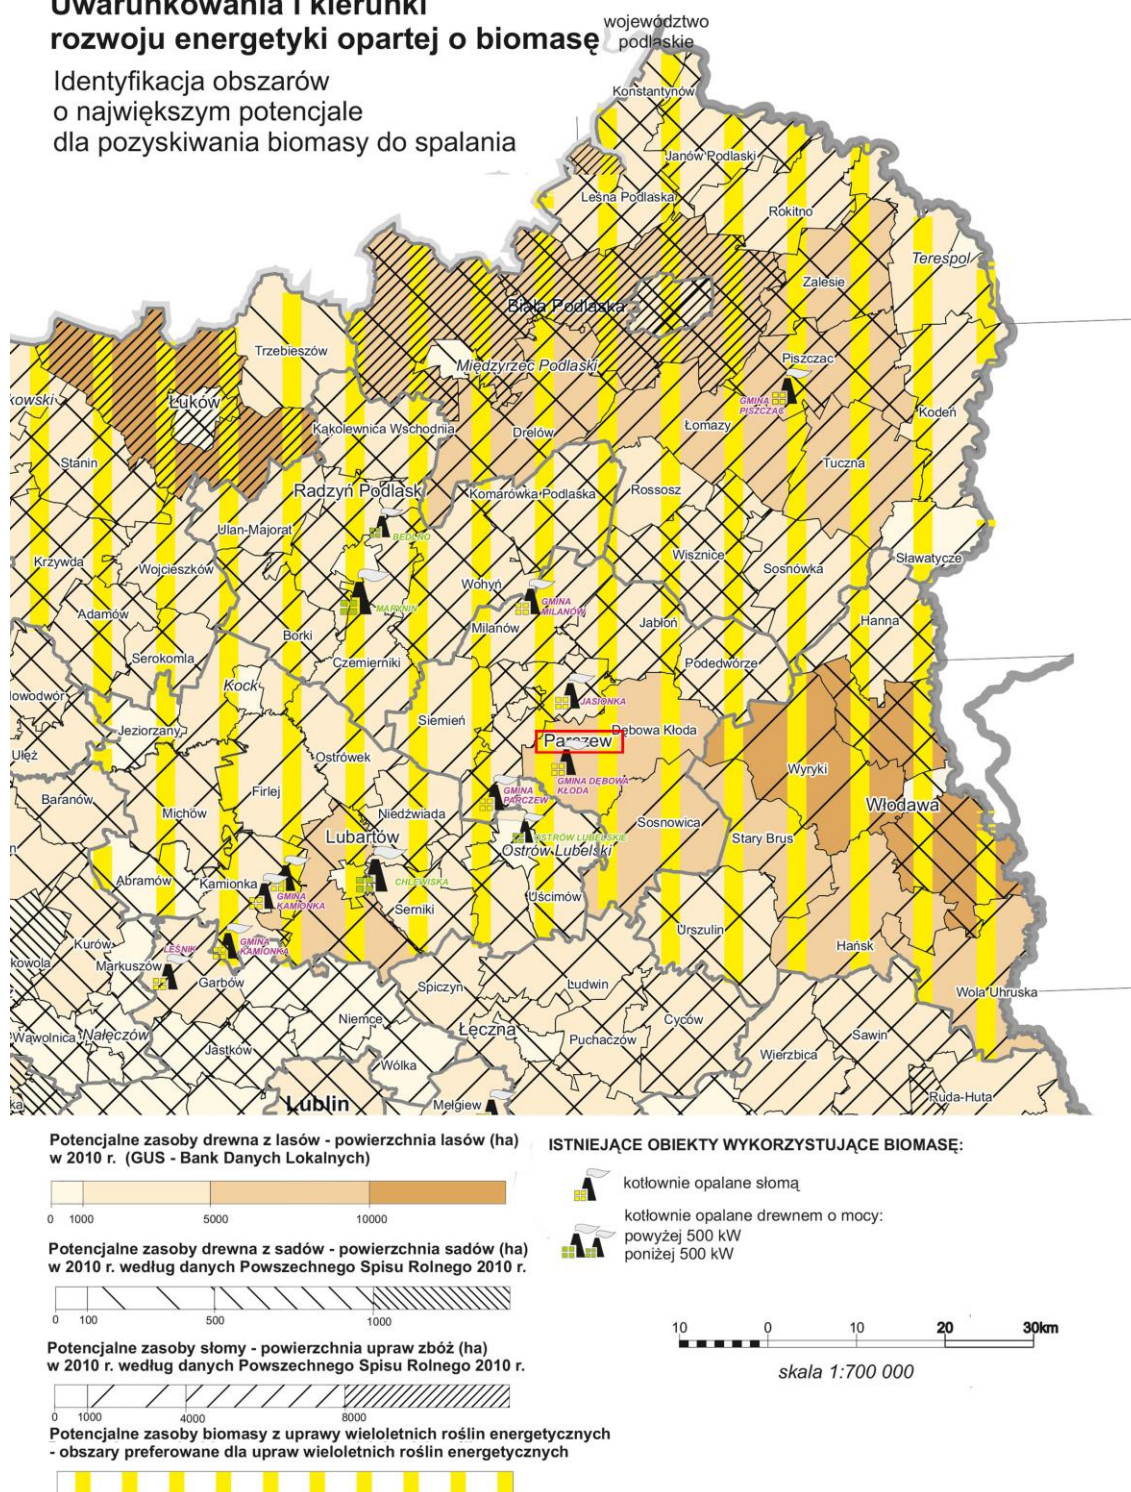 Uwarunkowania i kierunki
rozwoju energetyki opartej o biomasę
Identyfikacja obszarów
o największym potencjale
dla pozyskiwania biomasy do spalania
województwo
podlaskie
Konstantynów
Janów Podlaski
Leśna Podlaska
Rokitno
Terespol
Zalesie
Biała Podlaska
Trzebieszów
Międzyrzec Podlaski
Piszczac
GMINA
PISZCZAC
kowski
Łuków
Kodeń
Kąkolewnica Wschodnia
Drelów
Łomazy
Stanin
Tuczna
Radzyń Podlask
Komarówka Podlaska
Rossosz
Ulan-Majorat
BEDLNO
Wisznice
Krzywda
Wojcieszków
Sosnówka
Sławatycze
Wohyń
GMINA
MILANÓW
MARYNIN
Adamów
Borki
Milanów
Jabłoń
Hanna
Serokomla
Czemierniki
Podedwórze
Kock
JASIONKA
Siemień
Jeziorzany
Dębowa Kłoda
Parczew
Ułęż
Ostrówek
GMINA DĘBOWA
KŁODA
Wyryki
Baranów
Firlej
GMINA
PARCZEW
Włodawa
Michów
Niedźwiada
Sosnowica
Lubartów
OSTRÓW LUBELSKIE
Ostrów Lubelski
Stary Brus
Abramów
Kamionka
GMINA
KAMIONKA
CHLEWISKA
Serniki
Uścimów
Urszulin
Kurów
LEŚNIK
GMINA
KAMIONKA
Hańsk
kowola
Markuszów
Garbów
Spiczyn
Ludwin
Wola Uhruska
Wąwolnica
Nałęczów
Niemce
Łęczna
Cyców
Sawin
Jastków
Puchaczów
Wólka
Wierzbica
Lublin
Mełgiew
Ruda-Huta
ka
Potencjalne zasoby drewna z lasów - powierzchnia lasów (ha)
w 2010 r. (GUS - Bank Danych Lokalnych)
0 1000 5000 10000
Potencjalne zasoby drewna z sadów - powierzchnia sadów (ha)
w 2010 r. według danych Powszechnego Spisu Rolnego 2010 r.
0 100 500 1000
Potencjalne zasoby słomy - powierzchnia upraw zbóż (ha)
w 2010 r. według danych Powszechnego Spisu Rolnego 2010 r.
0 1000 4000 8000
Potencjalne zasoby biomasy z uprawy wieloletnich roślin energetycznych
- obszary preferowane dla upraw wieloletnich roślin energetycznych
ISTNIEJĄCE OBIEKTY WYKORZYSTUJĄCE BIOMASĘ:
kotłownie opalane słomą
kotłownie opalane drewnem o mocy:
powyżej 500 kW
poniżej 500 kW
10 0 10 20 30km
skala 1:700 000